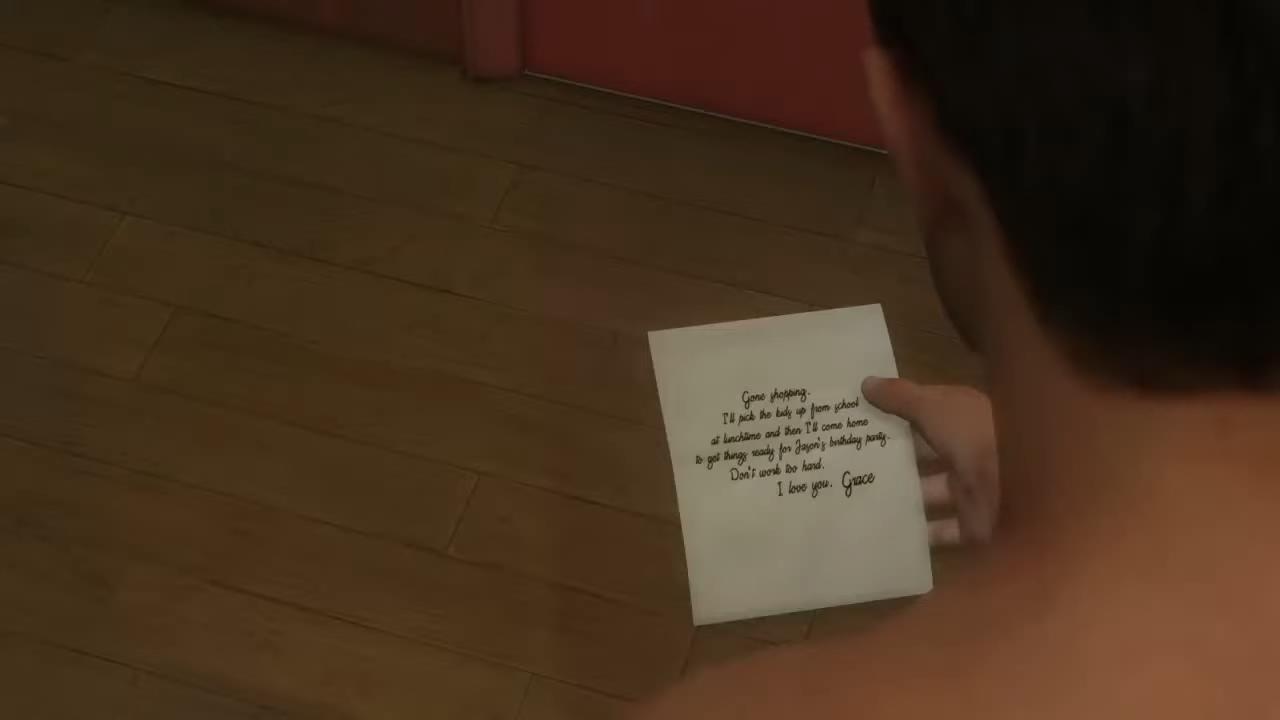 Gone shopping.
I'll pick the kids up from school
at lunchtime and then I'll come home
to get things ready for Jason's birthday party.
Don't work too hard.
I love you. Grace